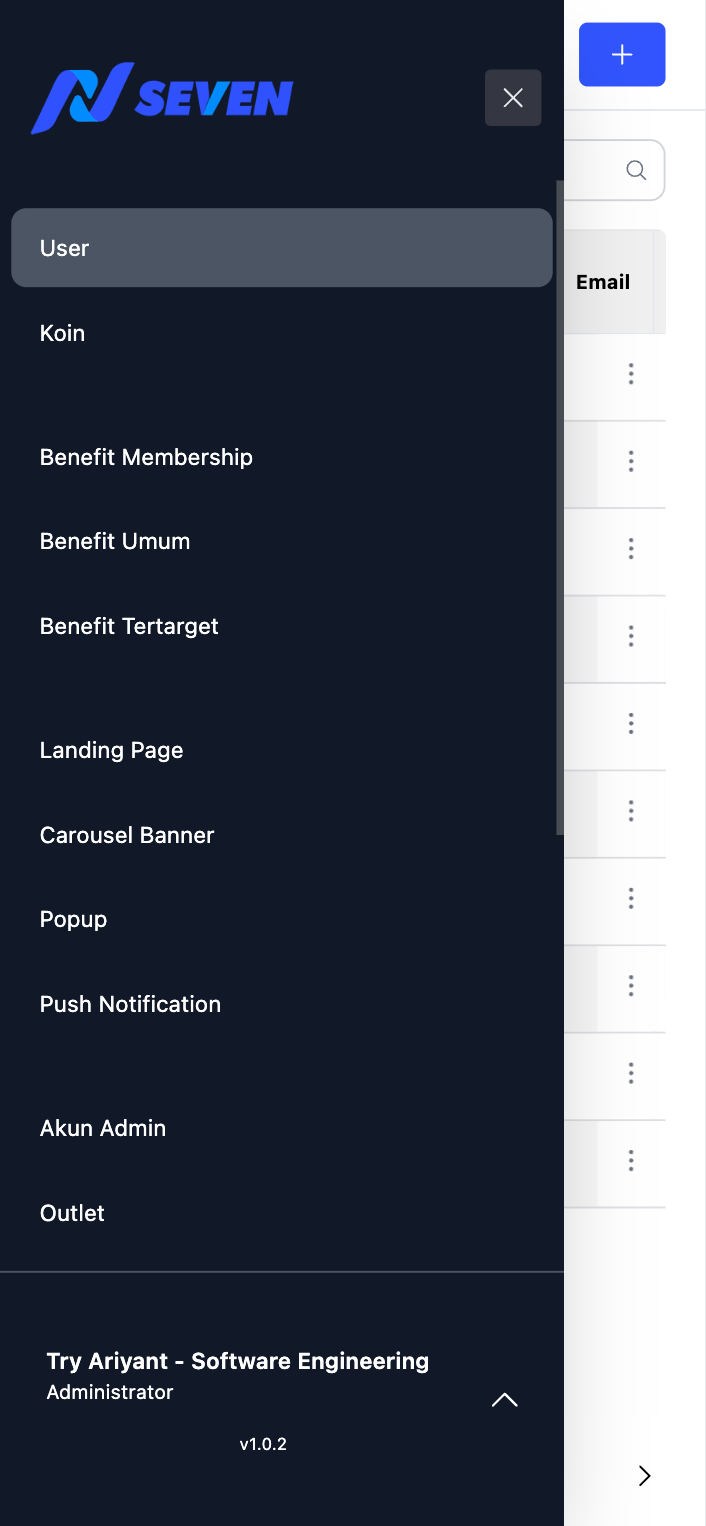 SEVEN
User
Email
Koin
Benefit Membership
Benefit Umum
Benefit Tertarget
Landing Page
Carousel Banner
Popup
Push Notification
Akun Admin
Outlet
Try Ariyant - Software Engineering
Administrator
v1.0.2